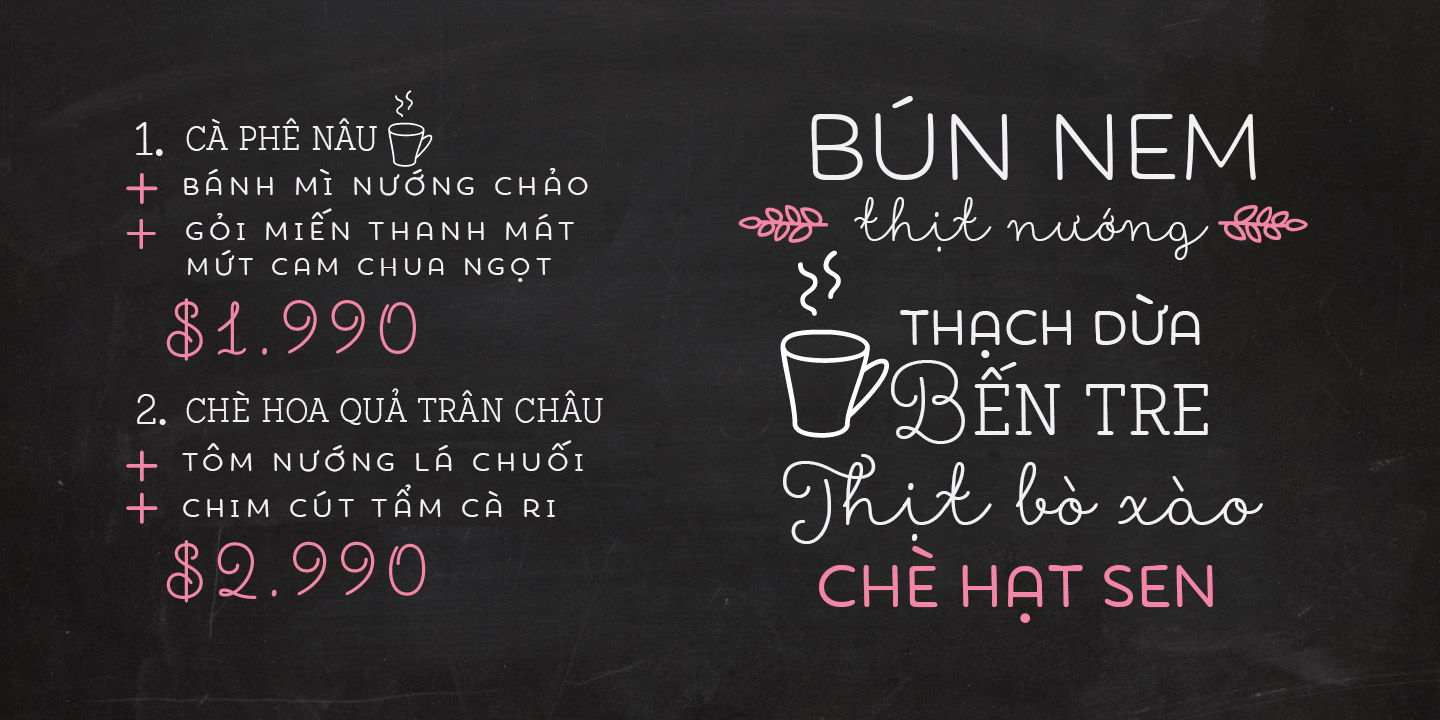 1. CÀ PHÊ NÂU
+ BÁNH MÌ NƯỚNG CHẢO
+ GỎI MIẾN THANH MÁT
MỨT CAM CHUA NGỌT
$1.990
2. CHÈ HOA QUẢ TRÂN CHÂU
+ TÔM NƯỚNG LÁ CHUỐI
+ CHIM CÚT TẨM CÀ RI
$2.990
BÚN NEM
thịt nướng
THẠCH DỪA
BẾN TRE
Thịt bò xào
CHÈ HẠT SEN